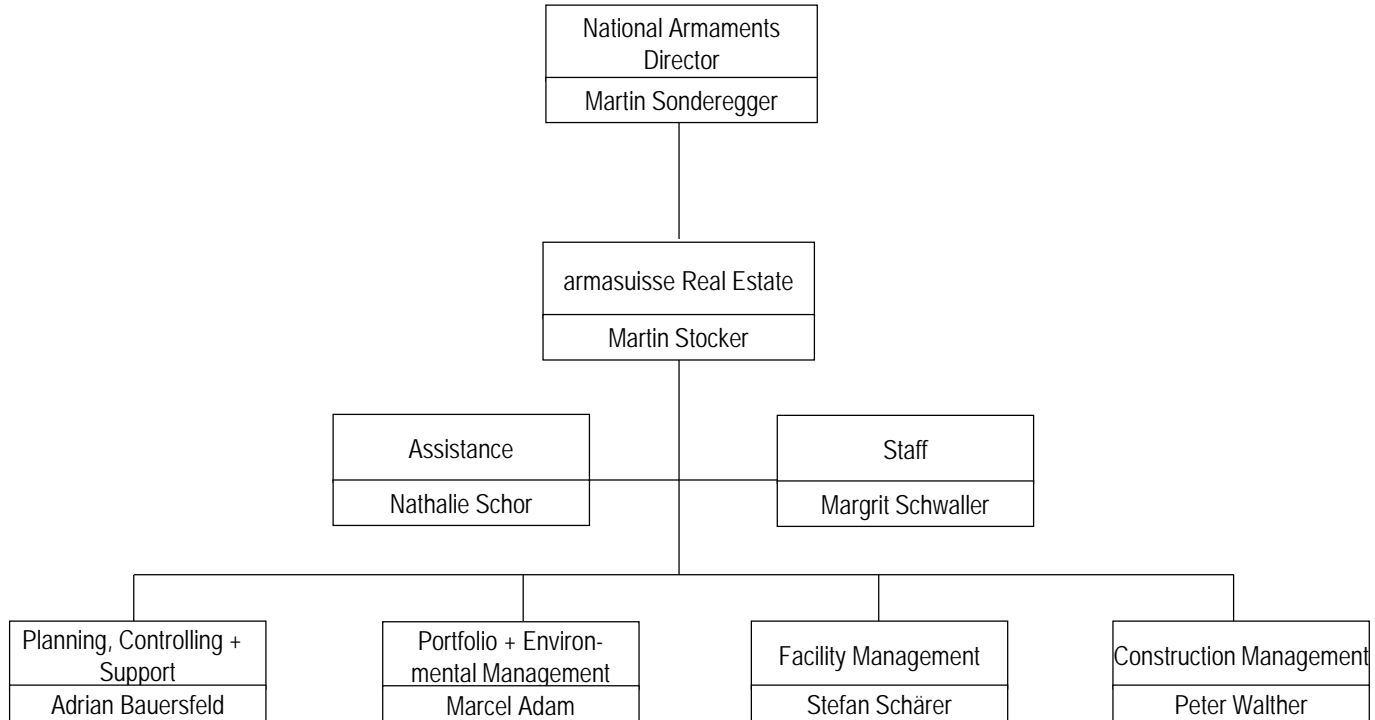 National Armaments
Director
Martin Sonderegger
armasuisse Real Estate
Martin Stocker
Assistance
Nathalie Schor
Staff
Margrit Schwaller
Planning, Controlling +
Support
Adrian Bauersfeld
Portfolio + Environ-
mental Management
Marcel Adam
Facility Management
Stefan Schärer
Construction Management
Peter Walther